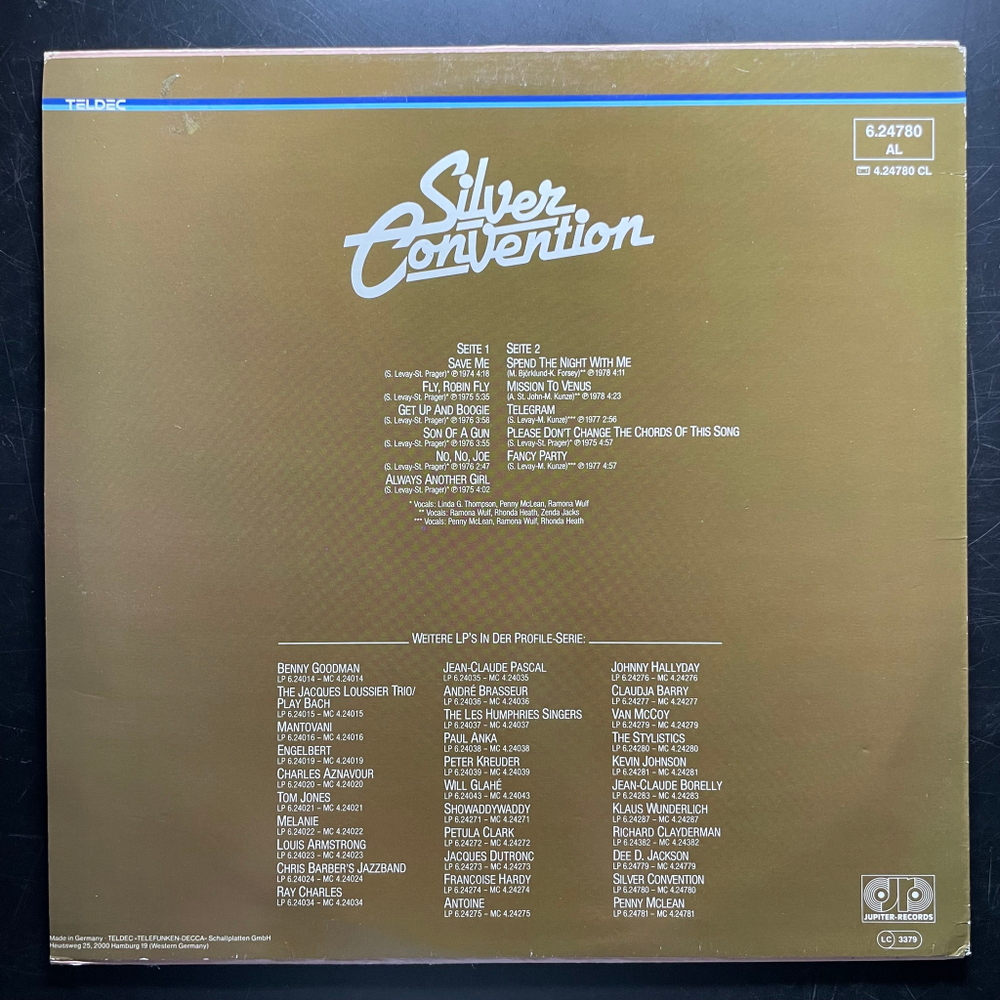 TELDEC
6.24780
AL
4.24780 CL
Silver
Convention
SEITE 1
SAVE ME
(S. Levay-St. Prager)* ℗ 1974 4:18
FLY, ROBIN FLY
(S. Levay-St. Prager)* ℗ 1975 5:35
GET UP AND BOOGIE
(S. Levay-St. Prager)* ℗ 1976 3:58
SON OF A GUN
(S. Levay-St. Prager)* ℗ 1976 3:55
NO, NO, JOE
(S. Levay-St. Prager)* ℗ 1976 2:47
ALWAYS ANOTHER GIRL
(S. Levay-St. Prager)* ℗ 1975 4:02
SEITE 2
SPEND THE NIGHT WITH ME
(M. Björklund-K. Forsey)** ℗ 1978 4:11
MISSION TO VENUS
(A. St. John-M. Kunze)** ℗ 1978 4:23
TELEGRAM
(S. Levay-M. Kunze)*** ℗ 1977 2:56
PLEASE DON'T CHANGE THE CHORDS OF THIS SONG
(S. Levay-St. Prager)* ℗ 1975 4:57
FANCY PARTY
(S. Levay-M. Kunze)*** ℗ 1977 4:57
* Vocals: Linda G. Thompson, Penny McLean, Ramona Wulf
** Vocals: Ramona Wulf, Rhonda Heath, Zenda Jacks
*** Vocals: Penny McLean, Ramona Wulf, Rhonda Heath
WEITERE LP'S IN DER PROFILE-SERIE:
BENNY GOODMAN
LP 6.24014 – MC 4.24014
THE JACQUES LOUSSIER TRIO/
PLAY BACH
LP 6.24015 – MC 4.24015
MANTOVANI
LP 6.24016 – MC 4.24016
ENGELBERT
LP 6.24019 – MC 4.24019
CHARLES AZNAVOUR
LP 6.24020 – MC 4.24020
TOM JONES
LP 6.24021 – MC 4.24021
MELANIE
LP 6.24022 – MC 4.24022
LOUIS ARMSTRONG
LP 6.24023 – MC 4.24023
CHRIS BARBER'S JAZZBAND
LP 6.24024 – MC 4.24024
RAY CHARLES
LP 6.24034 – MC 4.24034
JEAN-CLAUDE PASCAL
LP 6.24035 – MC 4.24035
ANDRÉ BRASSEUR
LP 6.24036 – MC 4.24036
THE LES HUMPHRIES SINGERS
LP 6.24037 – MC 4.24037
PAUL ANKA
LP 6.24038 – MC 4.24038
PETER KREUDER
LP 6.24039 – MC 4.24039
WILL GLAHÉ
LP 6.24043 – MC 4.24043
SHOWADDYWADDY
LP 6.24271 – MC 4.24271
PETULA CLARK
LP 6.24272 – MC 4.24272
JACQUES DUTRONC
LP 6.24273 – MC 4.24273
FRANCOISE HARDY
LP 6.24274 – MC 4.24274
ANTOINE
LP 6.24275 – MC 4.24275
JOHNNY HALLYDAY
LP 6.24276 – MC 4.24276
CLAUDJA BARRY
LP 6.24277 – MC 4.24277
VAN MCCOY
LP 6.24279 – MC 4.24279
THE STYLISTICS
LP 6.24280 – MC 4.24280
KEVIN JOHNSON
LP 6.24281 – MC 4.24281
JEAN-CLAUDE BORELLY
LP 6.24283 – MC 4.24283
KLAUS WUNDERLICH
LP 6.24287 – MC 4.24287
RICHARD CLAYDERMAN
LP 6.24382 – MC 4.24382
DEE D. JACKSON
LP 6.24779 – MC 4.24779
SILVER CONVENTION
LP 6.24780 – MC 4.24780
PENNY MCLEAN
LP 6.24781 – MC 4.24781
JUPITER-RECORDS
LC 3379
Made in Germany · TELDEC »TELEFUNKEN-DECCA« Schallplatten GmbH
Heussweg 25, 2000 Hamburg 19 (Western Germany)